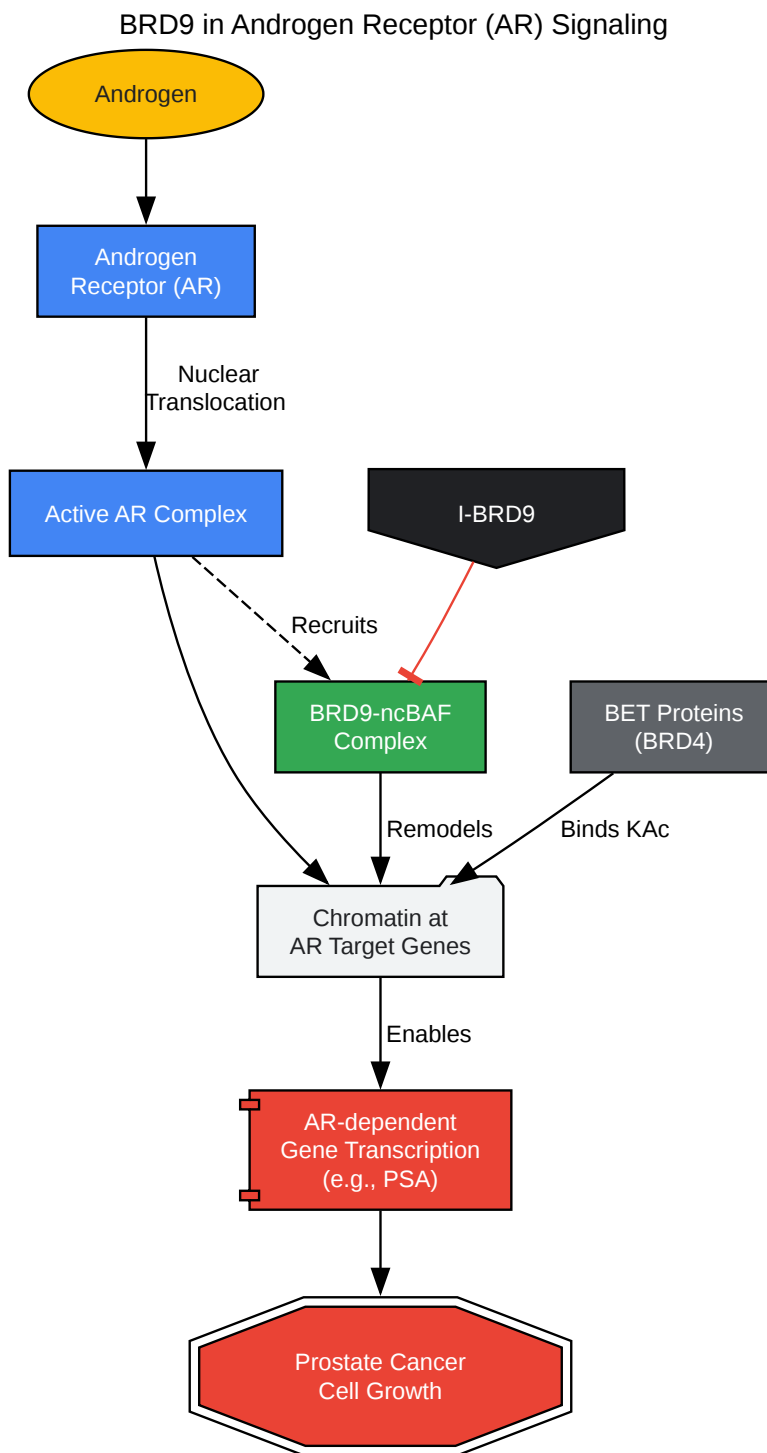 BRD9 in Androgen Receptor (AR) Signaling
Androgen
Androgen
Receptor (AR)
Nuclear
Translocation
Active AR Complex
I-BRD9
Recruits
BRD9-ncBAF
Complex
BET Proteins
(BRD4)
Remodels
Binds KAc
Chromatin at
AR Target Genes
Enables
AR-dependent
Gene Transcription
(e.g., PSA)
Prostate Cancer
Cell Growth